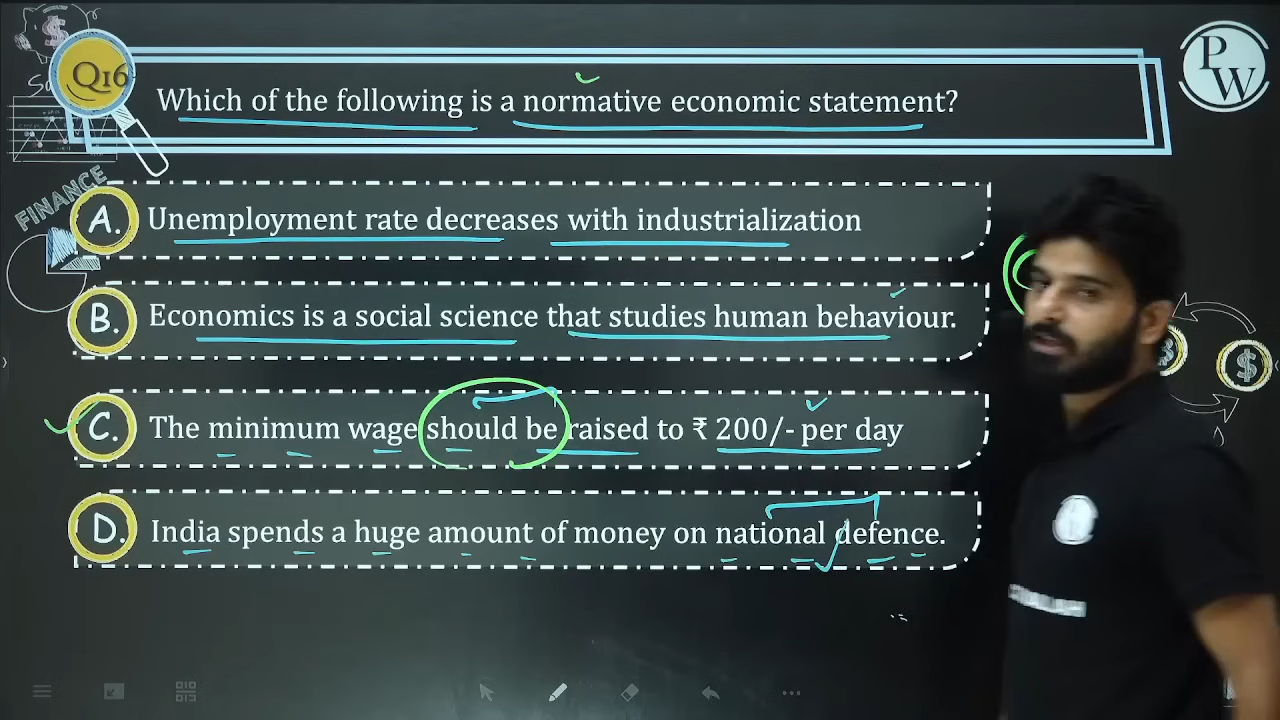 Q16
Which of the following is a normative economic statement?
PW
FINANCE
A. Unemployment rate decreases with industrialization
B. Economics is a social science that studies human behaviour.
C. The minimum wage should be raised to ₹ 200/- per day
D. India spends a huge amount of money on national defence.